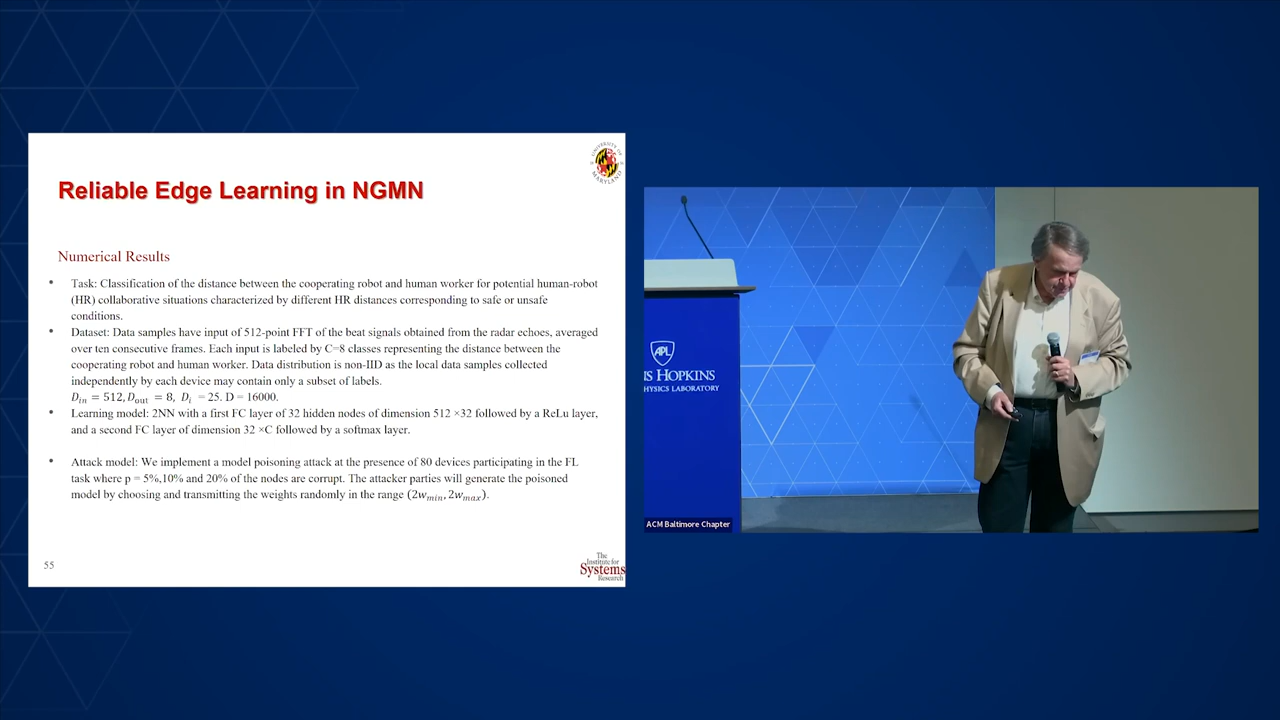 UNIVERSITY OF MARYLAND
Reliable Edge Learning in NGMN
Numerical Results
• Task: Classification of the distance between the cooperating robot and human worker for potential human-robot
(HR) collaborative situations characterized by different HR distances corresponding to safe or unsafe
conditions.
• Dataset: Data samples have input of 512-point FFT of the beat signals obtained from the radar echoes, averaged
over ten consecutive frames. Each input is labeled by C=8 classes representing the distance between the
cooperating robot and human worker. Data distribution is non-IID as the local data samples collected
independently by each device may contain only a subset of labels.
D_in = 512, D_out = 8, D_i = 25. D = 16000.
• Learning model: 2NN with a first FC layer of 32 hidden nodes of dimension 512 ×32 followed by a ReLu layer,
and a second FC layer of dimension 32 ×C followed by a softmax layer.
• Attack model: We implement a model poisoning attack at the presence of 80 devices participating in the FL
task where p = 5%,10% and 20% of the nodes are corrupt. The attacker parties will generate the poisoned
model by choosing and transmitting the weights randomly in the range (2w_min, 2w_max).
55
The
Institute for
Systems
Research
APL
NS HOPKINS
PHYSICS LABORATORY
ACM Baltimore Chapter